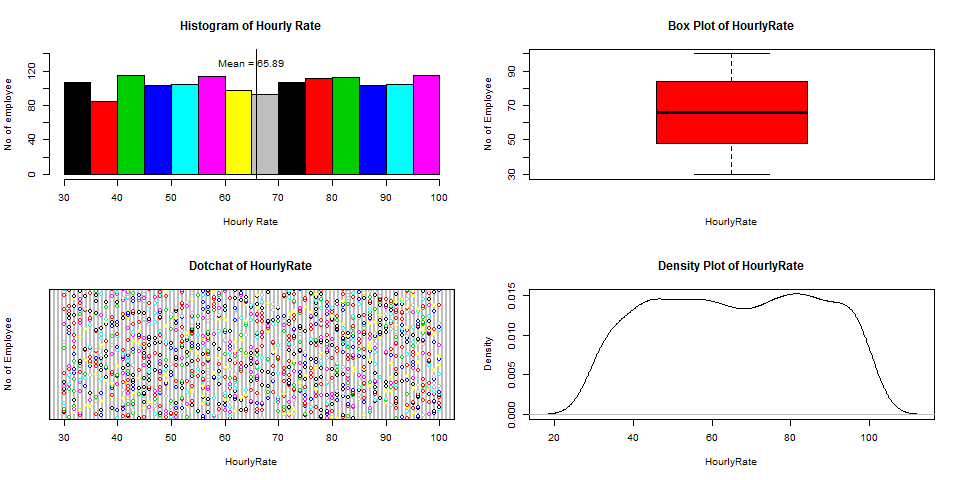 Histogram of Hourly Rate
No of employee
0
40
80
120
Mean = 65.89
30 40 50 60 70 80 90 100
Hourly Rate
Box Plot of HourlyRate
No of Employee
30
50
70
90
HourlyRate
Dotchat of HourlyRate
No of Employee
30 40 50 60 70 80 90 100
HourlyRate
Density Plot of HourlyRate
Density
0.000
0.005
0.010
0.015
20 40 60 80 100
HourlyRate